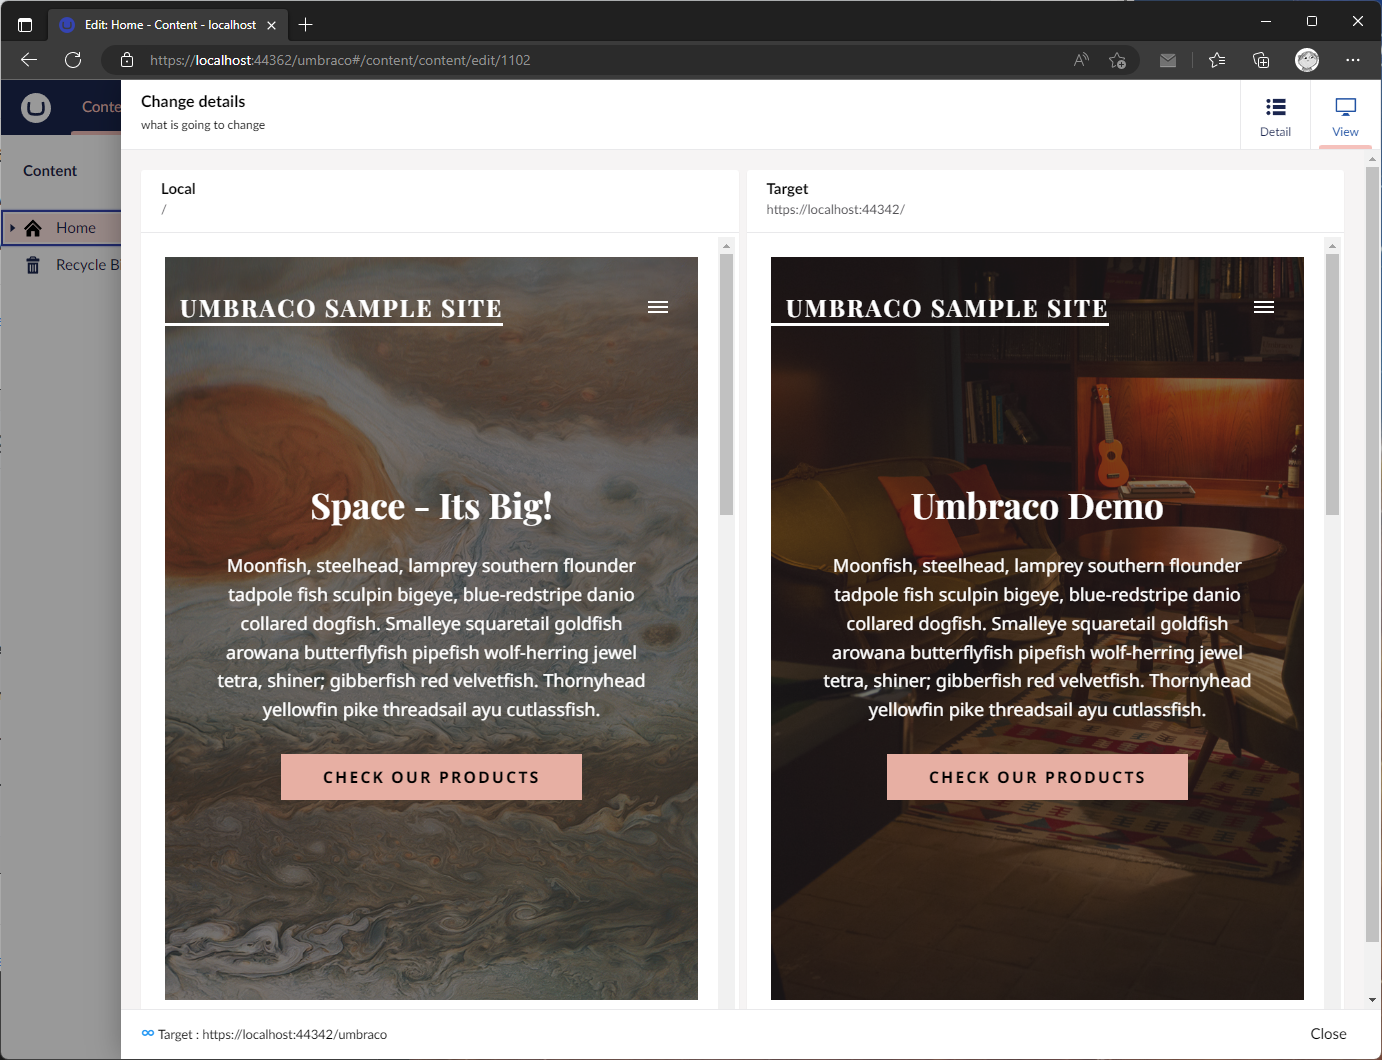 Edit: Home - Content - localhost
https://localhost:44362/umbraco#/content/content/edit/1102
Conte
Change details
what is going to change
Detail
View
Content
Home
Recycle B
Local
/
UMBRACO SAMPLE SITE
Space - Its Big!
Moonfish, steelhead, lamprey southern flounder
tadpole fish sculpin bigeye, blue-redstripe danio
collared dogfish. Smalleye squaretail goldfish
arowana butterflyfish pipefish wolf-herring jewel
tetra, shiner; gibberfish red velvetfish. Thornyhead
yellowfin pike threadsail ayu cutlassfish.
CHECK OUR PRODUCTS
Target
https://localhost:44342/
UMBRACO SAMPLE SITE
Umbraco Demo
Moonfish, steelhead, lamprey southern flounder
tadpole fish sculpin bigeye, blue-redstripe danio
collared dogfish. Smalleye squaretail goldfish
arowana butterflyfish pipefish wolf-herring jewel
tetra, shiner; gibberfish red velvetfish. Thornyhead
yellowfin pike threadsail ayu cutlassfish.
CHECK OUR PRODUCTS
Target : https://localhost:44342/umbraco
Close